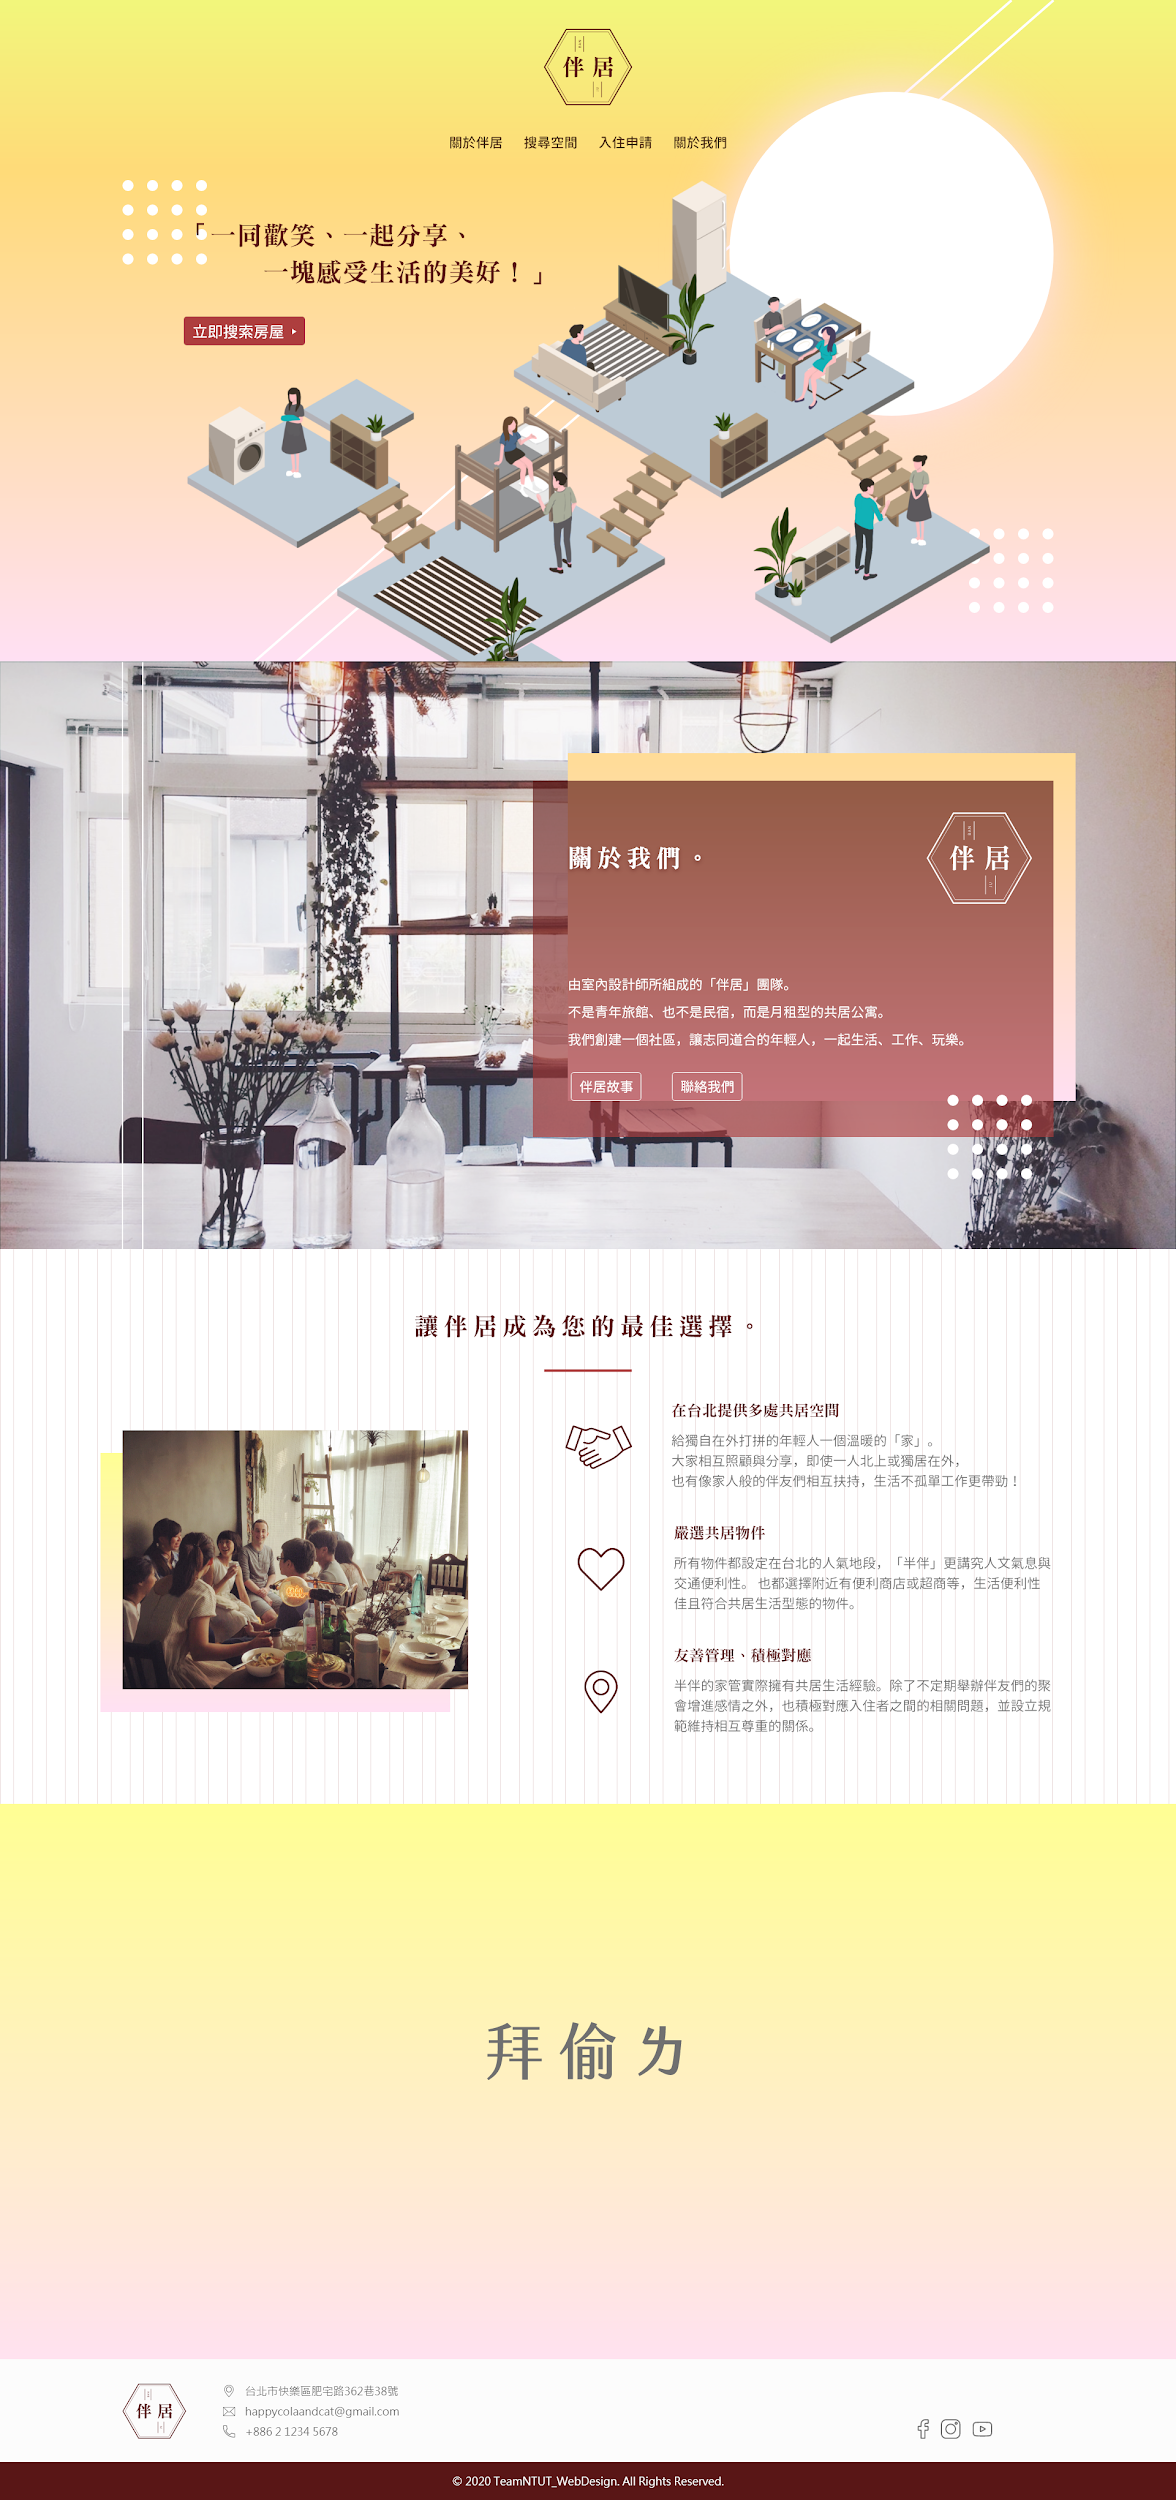 伴居
關於伴居 搜尋空間 入住申請 關於我們
「一同歡笑、一起分享、
一塊感受生活的美好！」
立即搜索房屋
關於我們。
伴居
由室內設計師所組成的「伴居」團隊。
不是青年旅館、也不是民宿，而是月租型的共居公寓。
我們創建一個社區，讓志同道合的年輕人，一起生活、工作、玩樂。
伴居故事 聯絡我們
讓伴居成為您的最佳選擇。
在台北提供多處共居空間
給獨自在外打拼的年輕人一個溫暖的「家」。
大家相互照顧與分享，即使一人北上或獨居在外，
也有像家人般的伴友們相互扶持，生活不孤單工作更帶勁！
嚴選共居物件
所有物件都設定在台北的人氣地段，「半伴」更講究人文氣息與
交通便利性。 也都選擇附近有便利商店或超商等，生活便利性
佳且符合共居生活型態的物件。
友善管理、積極對應
半伴的家管實際擁有共居生活經驗。除了不定期舉辦伴友們的聚
會增進感情之外，也積極對應入住者之間的相關問題，並設立規
範維持相互尊重的關係。
拜偷ㄌ
伴居
台北市快樂區肥宅路362巷38號
happycolaandcat@gmail.com
+886 2 1234 5678
© 2020 TeamNTUT_WebDesign. All Rights Reserved.